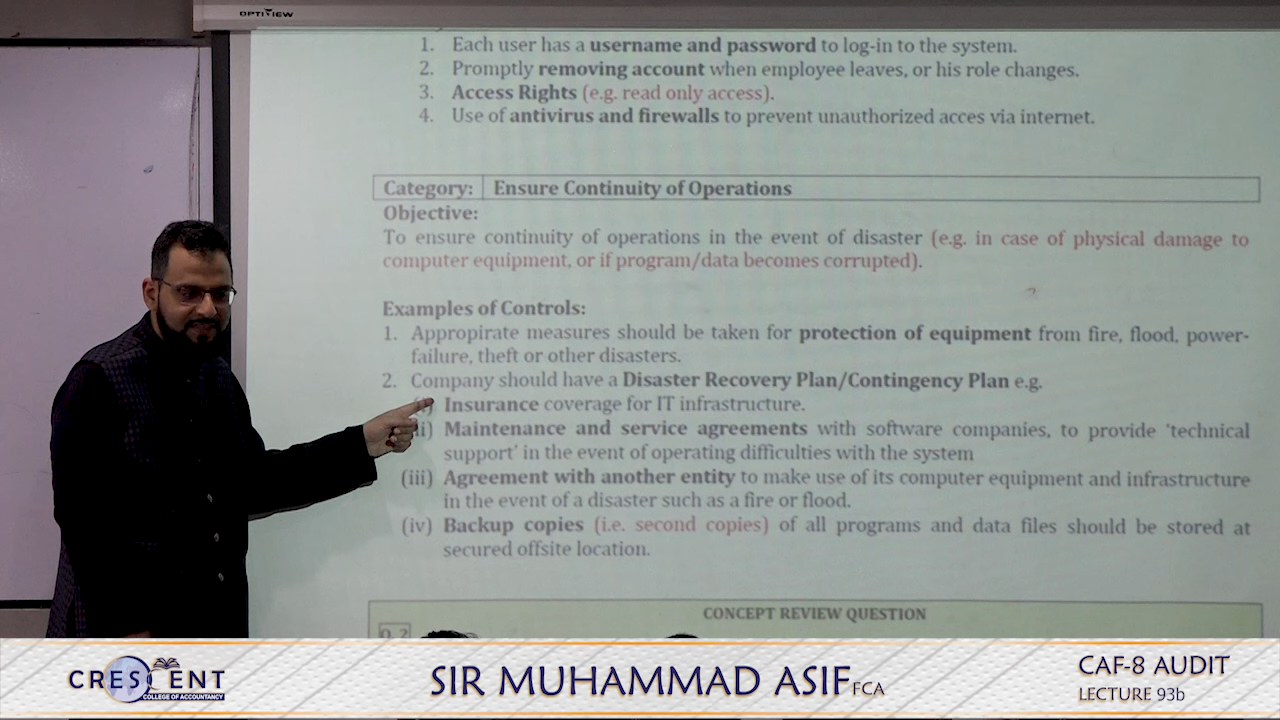 OPTIVIEW
1. Each user has a username and password to log-in to the system.
2. Promptly removing account when employee leaves, or his role changes.
3. Access Rights (e.g. read only access).
4. Use of antivirus and firewalls to prevent unauthorized acces via internet.
Category: Ensure Continuity of Operations
Objective:
To ensure continuity of operations in the event of disaster (e.g. in case of physical damage to
computer equipment, or if program/data becomes corrupted).
Examples of Controls:
1. Appropirate measures should be taken for protection of equipment from fire, flood, power-
failure, theft or other disasters.
2. Company should have a Disaster Recovery Plan/Contingency Plan e.g.
Insurance coverage for IT infrastructure.
ii) Maintenance and service agreements with software companies, to provide 'technical
support' in the event of operating difficulties with the system
(iii) Agreement with another entity to make use of its computer equipment and infrastructure
in the event of a disaster such as a fire or flood.
(iv) Backup copies (i.e. second copies) of all programs and data files should be stored at
secured offsite location.
CONCEPT REVIEW QUESTION
CRESCENT
COLLEGE OF ACCOUNTANCY
SIR MUHAMMAD ASIF FCA
CAF-8 AUDIT
LECTURE 93b